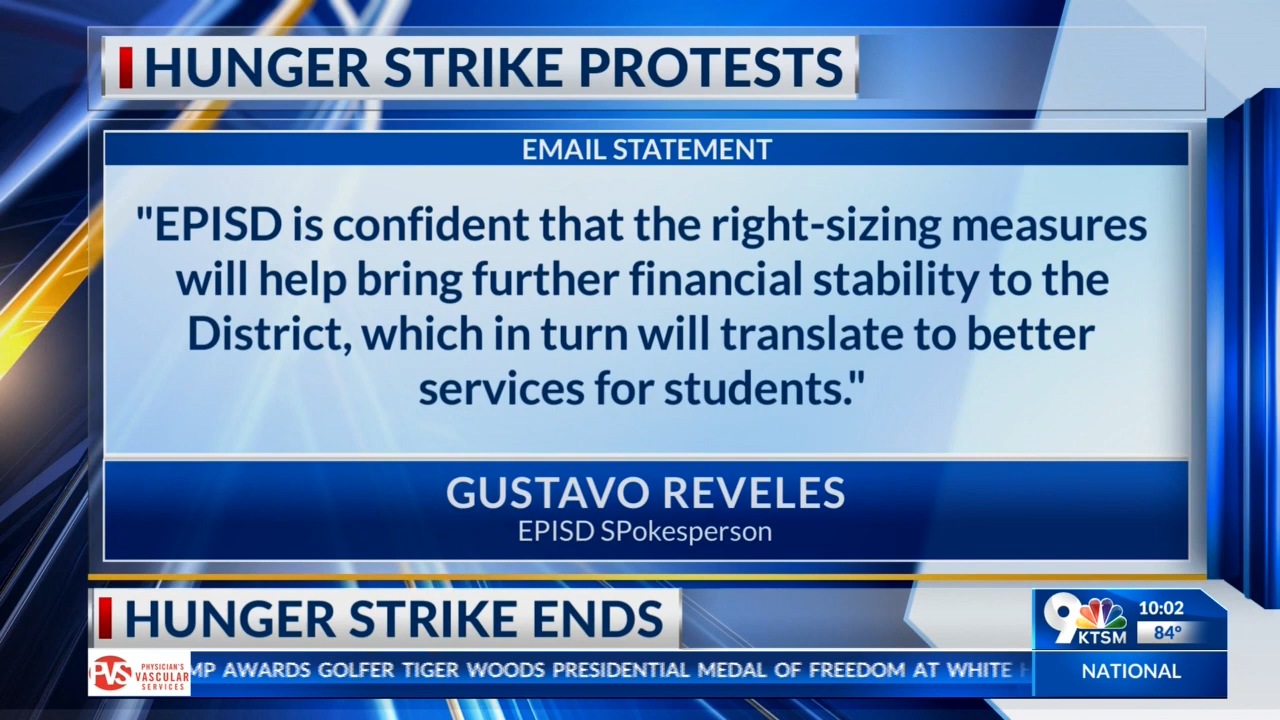 HUNGER STRIKE PROTESTS
EMAIL STATEMENT
"EPISD is confident that the right-sizing measures
will help bring further financial stability to the
District, which in turn will translate to better
services for students."
GUSTAVO REVELES
EPISD SPokesperson
HUNGER STRIKE ENDS
9 KTSM
10:02
84°
PVS PHYSICIAN'S
VASCULAR
SERVICES
MP AWARDS GOLFER TIGER WOODS PRESIDENTIAL MEDAL OF FREEDOM AT WHITE
NATIONAL